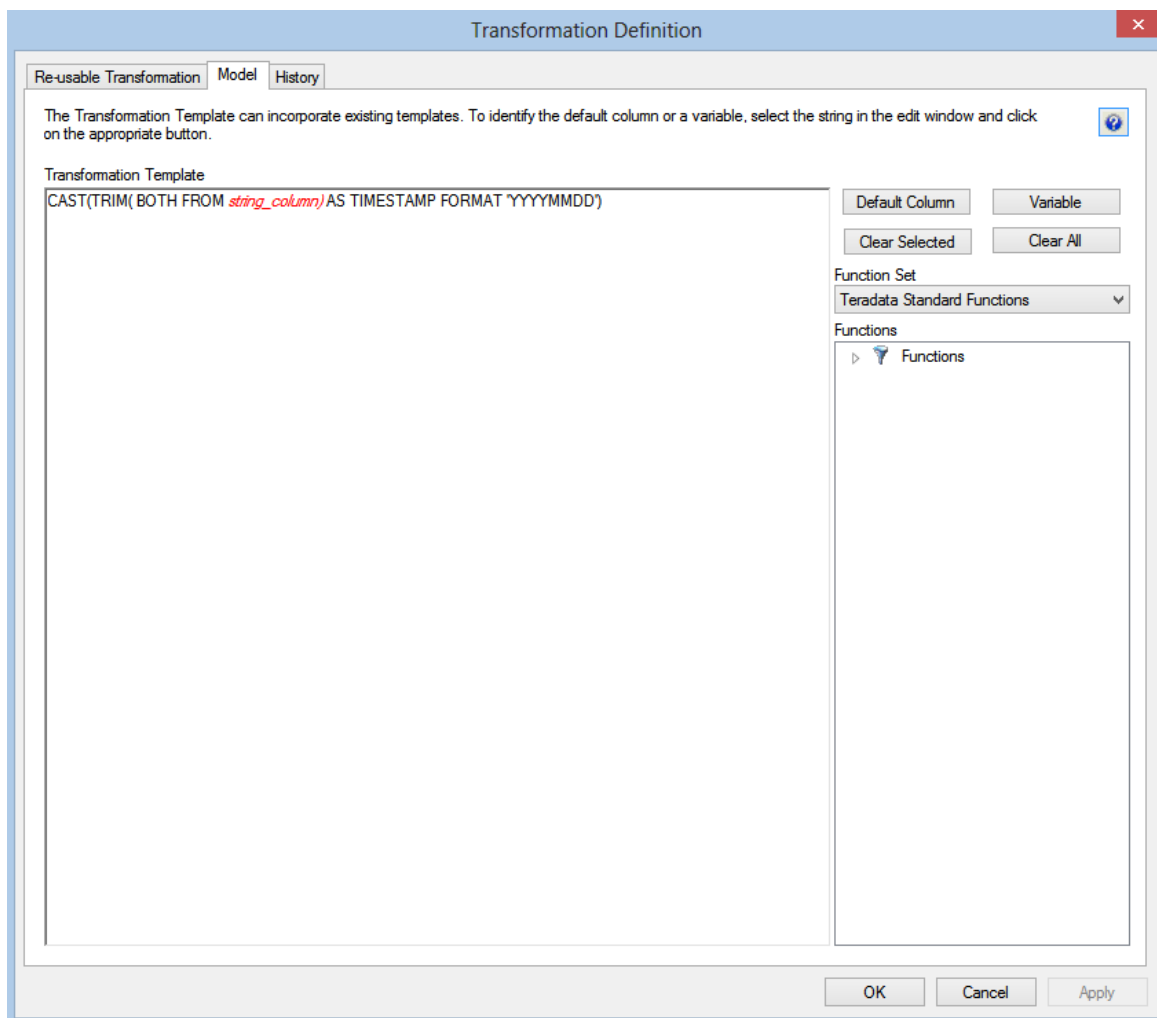 Transformation Definition
Re-usable Transformation Model History
The Transformation Template can incorporate existing templates. To identify the default column or a variable, select the string in the edit window and click
on the appropriate button.
Transformation Template
CAST(TRIM( BOTH FROM string_column) AS TIMESTAMP FORMAT 'YYYYMMDD')
Default Column Variable
Clear Selected Clear All
Function Set
Teradata Standard Functions
Functions
Functions
OK Cancel Apply